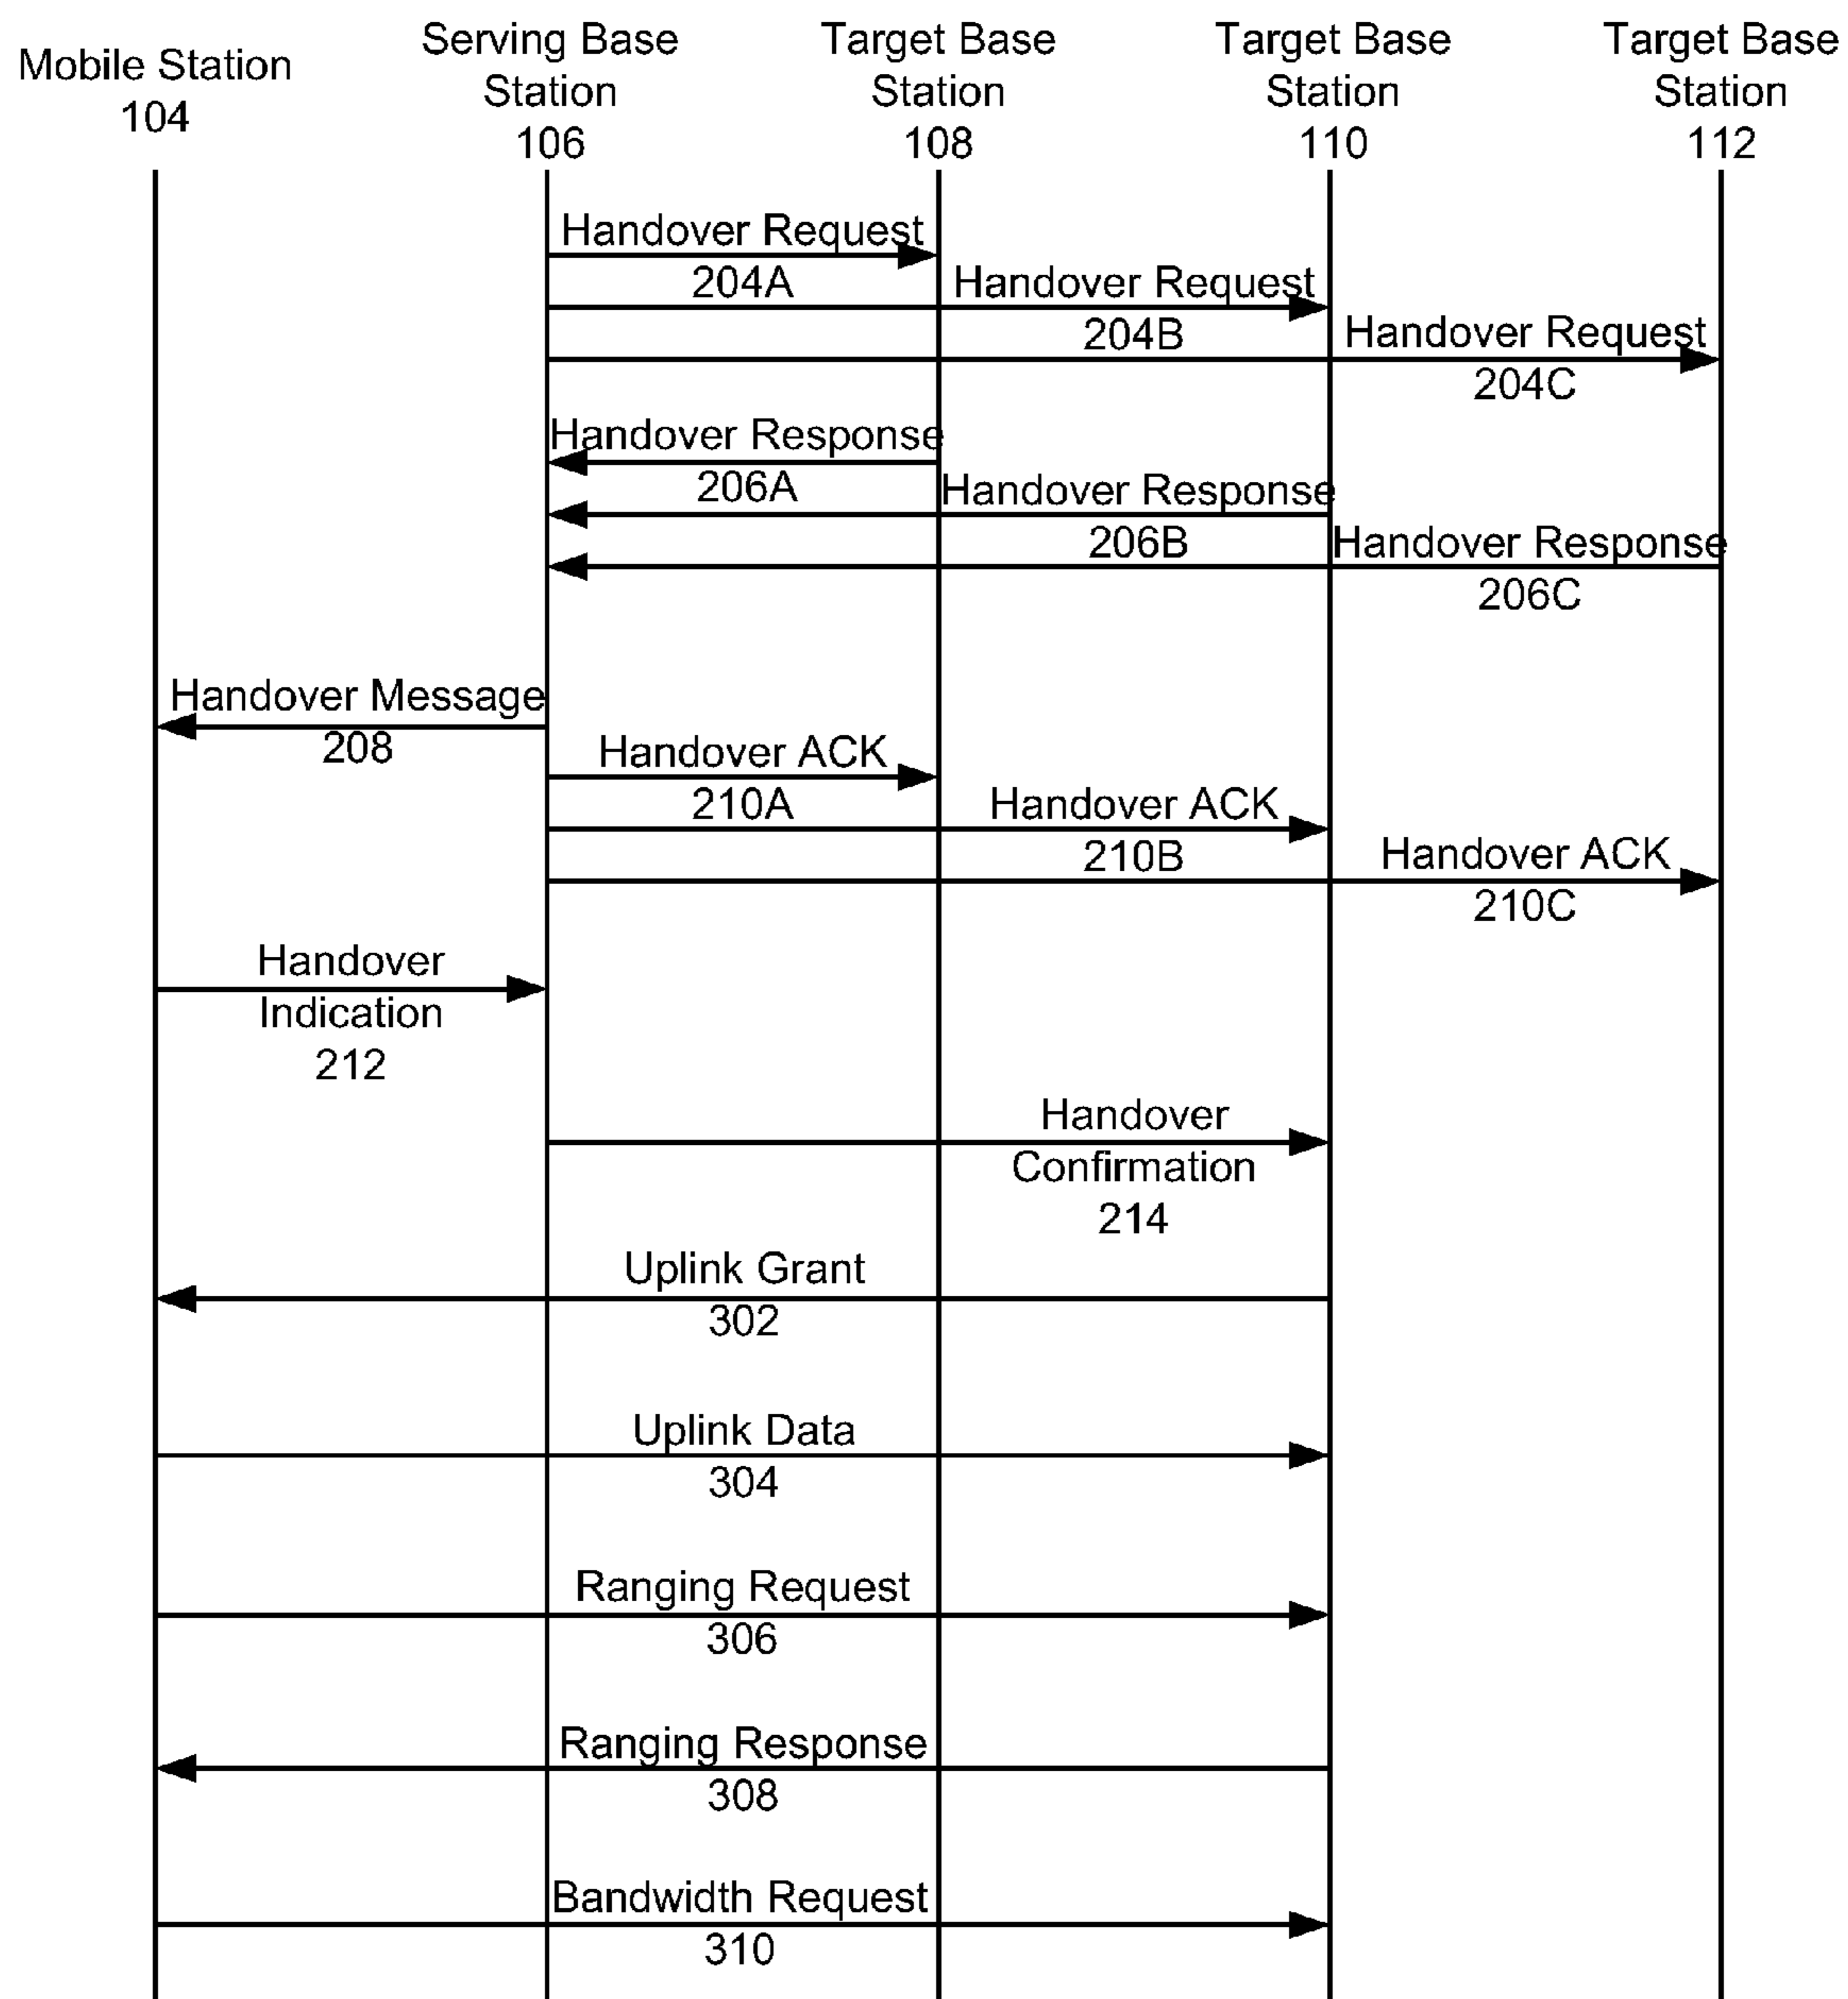 Mobile Station
104
Serving Base
Station
106
Target Base
Station
108
Target Base
Station
110
Target Base
Station
112
Handover Request
204A
Handover Request
204B
Handover Request
204C
Handover Response
206A
Handover Response
206B
Handover Response
206C
Handover Message
208
Handover ACK
210A
Handover ACK
210B
Handover ACK
210C
Handover
Indication
212
Handover
Confirmation
214
Uplink Grant
302
Uplink Data
304
Ranging Request
306
Ranging Response
308
Bandwidth Request
310